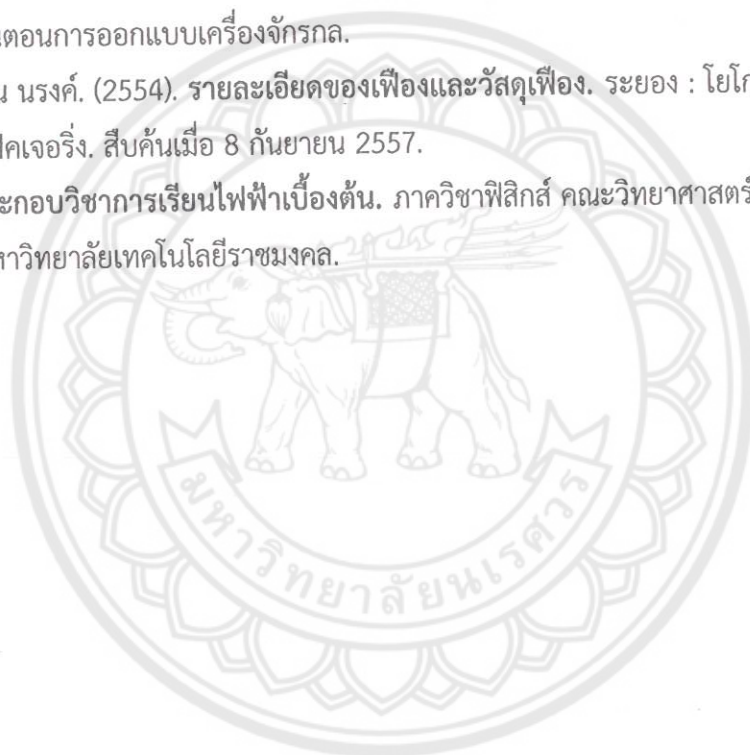 นตอนการออกแบบเครื่องจักรกล.
น นรงค์. (2554). รายละเอียดของเฟืองและวัสดุเฟือง. ระยอง : โยโก
ฟคเจอริ่ง. สืบค้นเมื่อ 8 กันยายน 2557.
ะกอบวิชาการเรียนไฟฟ้าเบื้องต้น. ภาควิชาฟิสิกส์ คณะวิทยาศาสตร์
หาวิทยาลัยเทคโนโลยีราชมงคล.
มหาวิทยาลัยนเรศวร